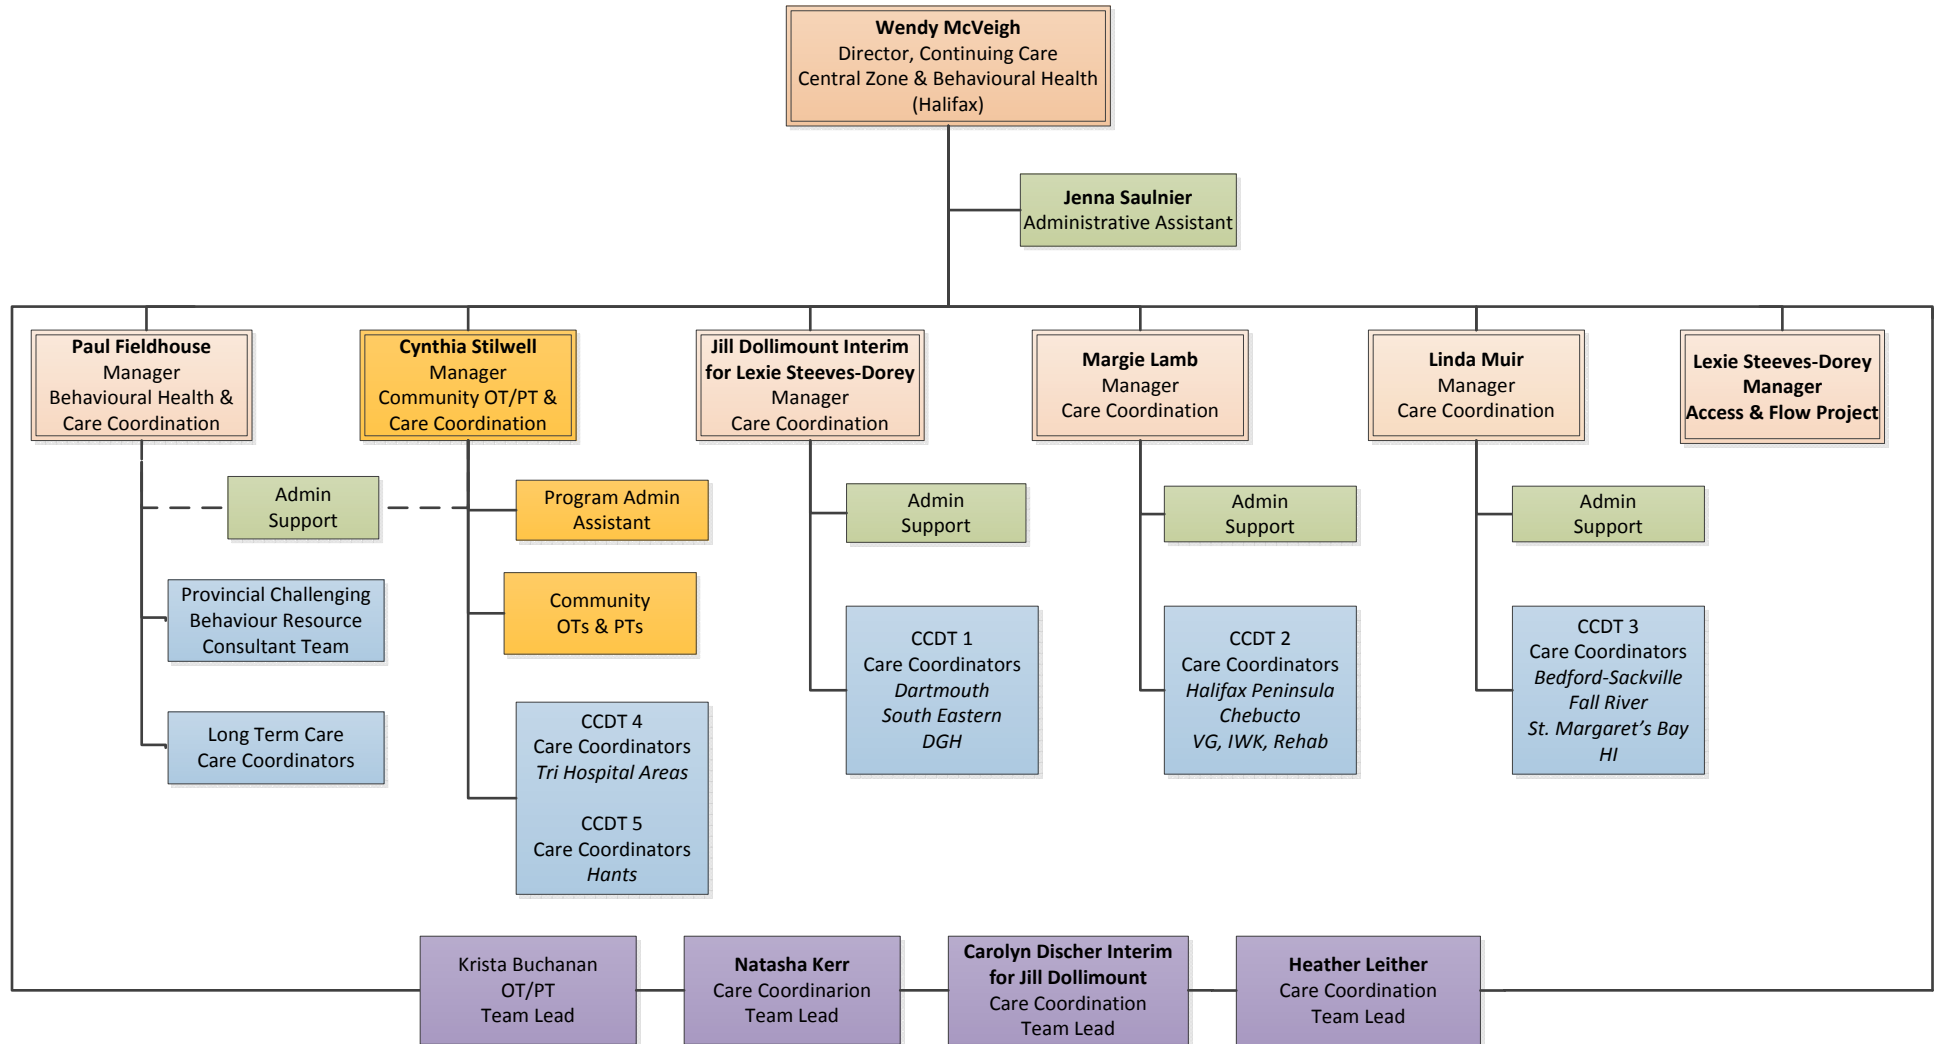 Wendy McVeigh
Director, Continuing Care
Central Zone & Behavioural Health
(Halifax)
Jenna Saulnier
Administrative Assistant
Paul Fieldhouse
Manager
Behavioural Health &
Care Coordination
Cynthia Stilwell
Manager
Community OT/PT &
Care Coordination
Jill Dollimount Interim
for Lexie Steeves-Dorey
Manager
Care Coordination
Margie Lamb
Manager
Care Coordination
Linda Muir
Manager
Care Coordination
Lexie Steeves-Dorey
Manager
Access & Flow Project
Admin
Support
Program Admin
Assistant
Admin
Support
Admin
Support
Admin
Support
Provincial Challenging
Behaviour Resource
Consultant Team
Community
OTs & PTs
CCDT 1
Care Coordinators
Dartmouth
South Eastern
DGH
CCDT 2
Care Coordinators
Halifax Peninsula
Chebucto
VG, IWK, Rehab
CCDT 3
Care Coordinators
Bedford-Sackville
Fall River
St. Margaret’s Bay
HI
Long Term Care
Care Coordinators
CCDT 4
Care Coordinators
Tri Hospital Areas
CCDT 5
Care Coordinators
Hants
Krista Buchanan
OT/PT
Team Lead
Natasha Kerr
Care Coordinarion
Team Lead
Carolyn Discher Interim
for Jill Dollimount
Care Coordination
Team Lead
Heather Leither
Care Coordination
Team Lead